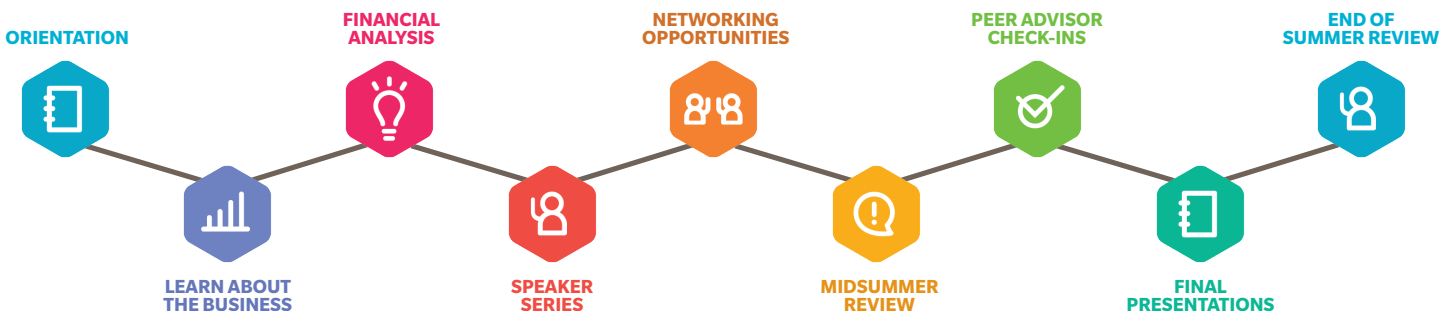 ORIENTATION
LEARN ABOUT
THE BUSINESS
FINANCIAL
ANALYSIS
SPEAKER
SERIES
NETWORKING
OPPORTUNITIES
MIDSUMMER
REVIEW
PEER ADVISOR
CHECK-INS
FINAL
PRESENTATIONS
END OF
SUMMER REVIEW